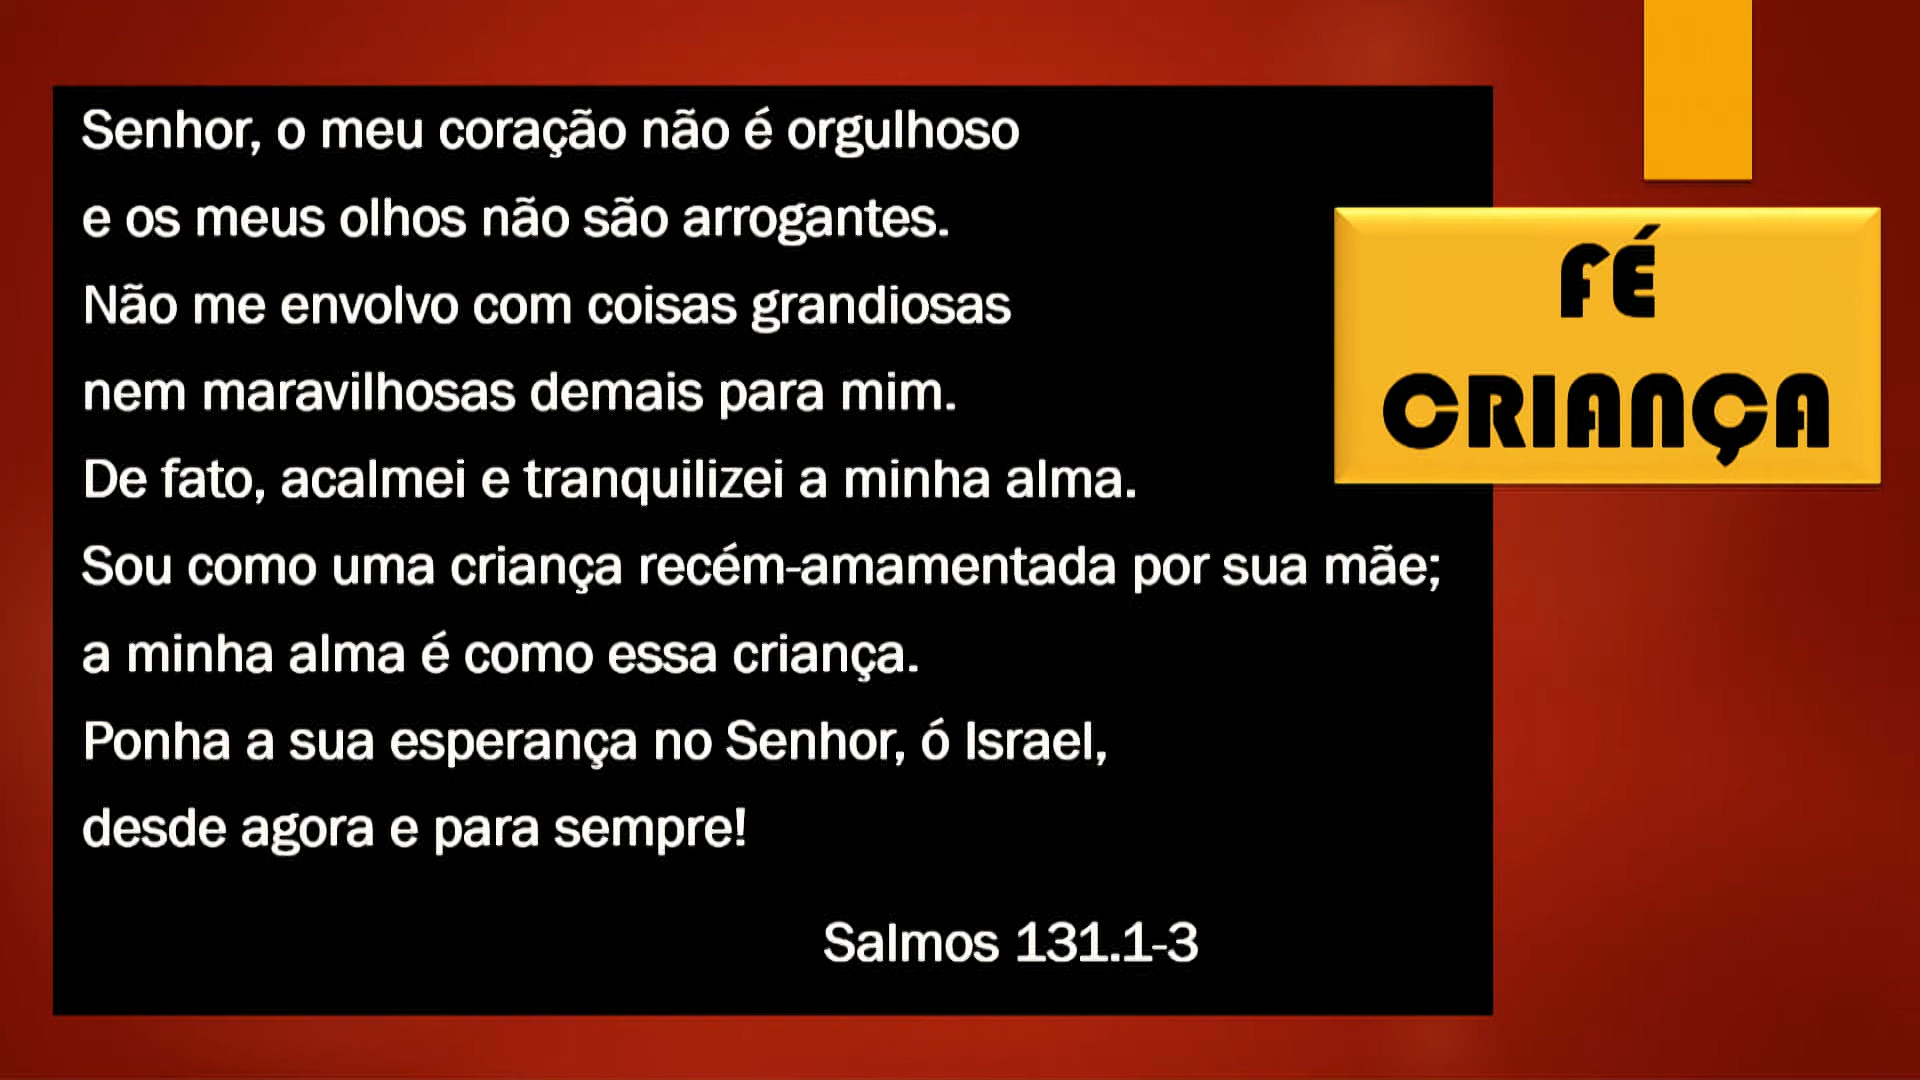 Senhor, o meu coração não é orgulhoso
e os meus olhos não são arrogantes.
Não me envolvo com coisas grandiosas
nem maravilhosas demais para mim.
De fato, acalmei e tranquilizei a minha alma.
Sou como uma criança recém-amamentada por sua mãe;
a minha alma é como essa criança.
Ponha a sua esperança no Senhor, ó Israel,
desde agora e para sempre!
Salmos 131.1-3
FÉ
CRIANÇA